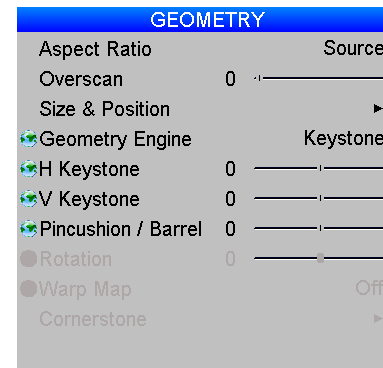 GEOMETRY
Aspect Ratio Source
Overscan 0
Size & Position
Geometry Engine Keystone
H Keystone 0
V Keystone 0
Pincushion / Barrel 0
Rotation 0
Warp Map Off
Cornerstone